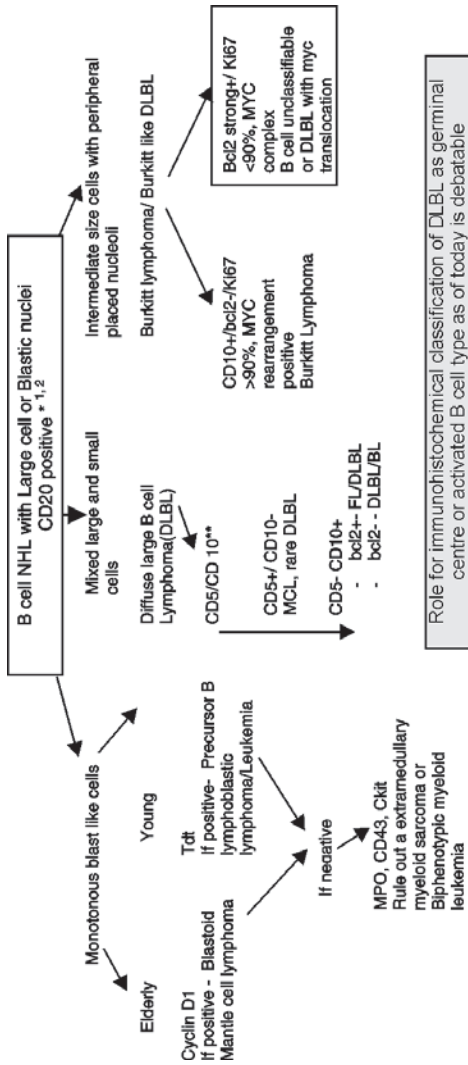 B cell NHL with Large cell or Blastic nuclei
CD20 positive * 1, 2
Monotonous blast like cells
Elderly
Cyclin D1
If positive - Blastoid
Mantle cell lymphoma
Young
Tdt
If positive- Precursor B
lymphoblastic
lymphoma/Leukemia
If negative
MPO, CD43, Ckit
Rule out a extramedullary
myeloid sarcoma or
Biphenotypic myeloid
leukemia
Mixed large and small
cells
Diffuse large B cell
Lymphoma(DLBL)
CD5/CD 10**
CD5+/ CD10-
MCL, rare DLBL
CD5- CD10+
- bcl2+- FL/DLBL
- bcl2-- DLBL/BL
Intermediate size cells with peripheral
placed nucleoli
Burkitt lymphoma/ Burkitt like DLBL
CD10+/bcl2-/Ki67
>90%, MYC
rearrangement
positive
Burkitt Lymphoma
Bcl2 strong+/ Ki67
<90%, MYC
complex
B cell unclassifiable
or DLBL with myc
translocation
Role for immunohistochemical classification of DLBL as germinal
centre or activated B cell type as of today is debatable